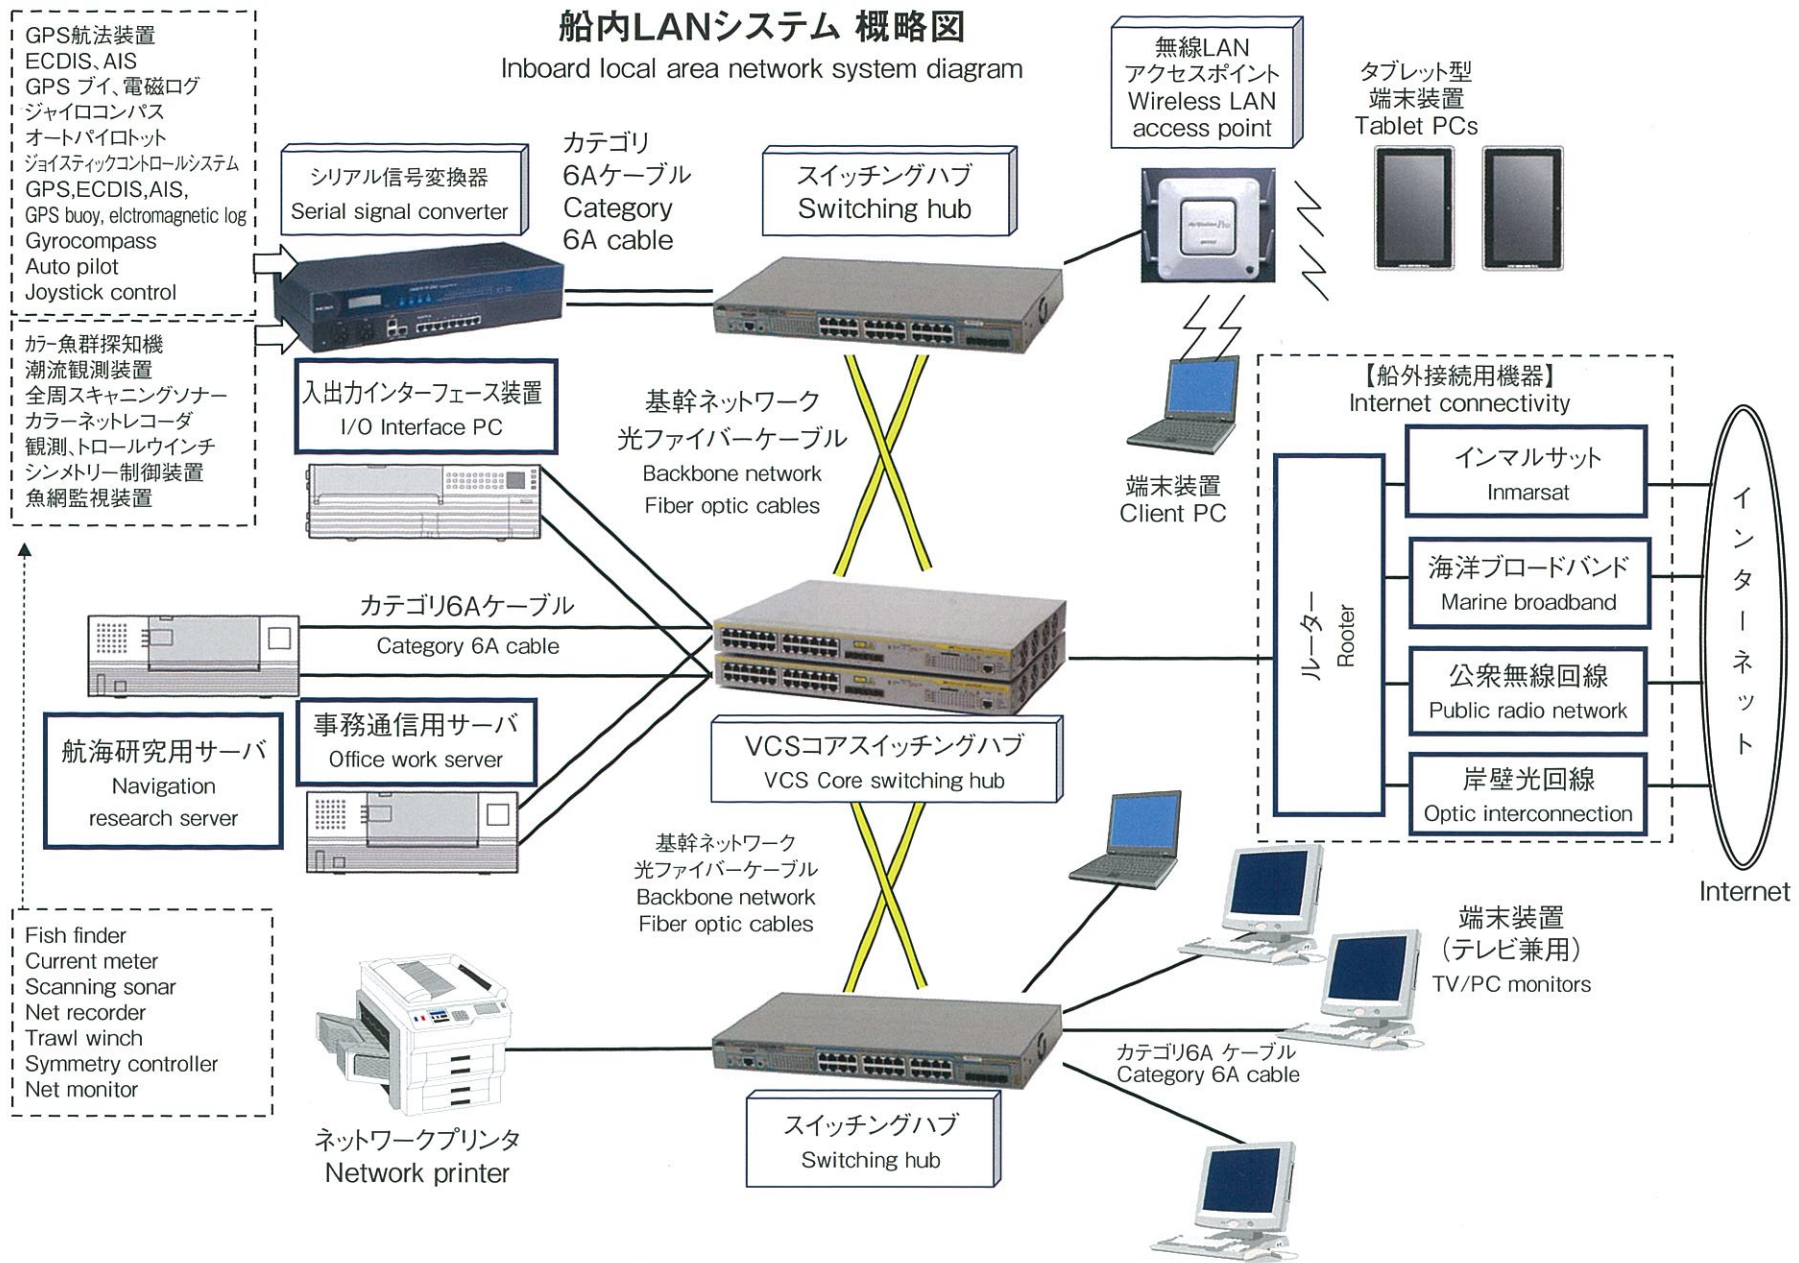 船内LANシステム 概略図
Inboard local area network system diagram
GPS航法装置
ECDIS、AIS
GPS ブイ、電磁ログ
ジャイロコンパス
オートパイロトット
ジョイスティックコントロールシステム
GPS,ECDIS,AIS,
GPS buoy, elctromagnetic log
Gyrocompass
Auto pilot
Joystick control
カラー魚群探知機
潮流観測装置
全周スキャニングソナー
カラーネットレコーダ
観測、トロールウインチ
シンメトリー制御装置
魚網監視装置
シリアル信号変換器
Serial signal converter
カテゴリ
6Aケーブル
Category
6A cable
スイッチングハブ
Switching hub
無線LAN
アクセスポイント
Wireless LAN
access point
タブレット型
端末装置
Tablet PCs
入出力インターフェース装置
I/O Interface PC
基幹ネットワーク
光ファイバーケーブル
Backbone network
Fiber optic cables
端末装置
Client PC
【船外接続用機器】
Internet connectivity
ルーター
Rooter
インマルサット
Inmarsat
海洋ブロードバンド
Marine broadband
公衆無線回線
Public radio network
岸壁光回線
Optic interconnection
インターネット
Internet
カテゴリ6Aケーブル
Category 6A cable
航海研究用サーバ
Navigation
research server
事務通信用サーバ
Office work server
VCSコアスイッチングハブ
VCS Core switching hub
基幹ネットワーク
光ファイバーケーブル
Backbone network
Fiber optic cables
Fish finder
Current meter
Scanning sonar
Net recorder
Trawl winch
Symmetry controller
Net monitor
ネットワークプリンタ
Network printer
スイッチングハブ
Switching hub
端末装置
(テレビ兼用)
TV/PC monitors
カテゴリ6A ケーブル
Category 6A cable